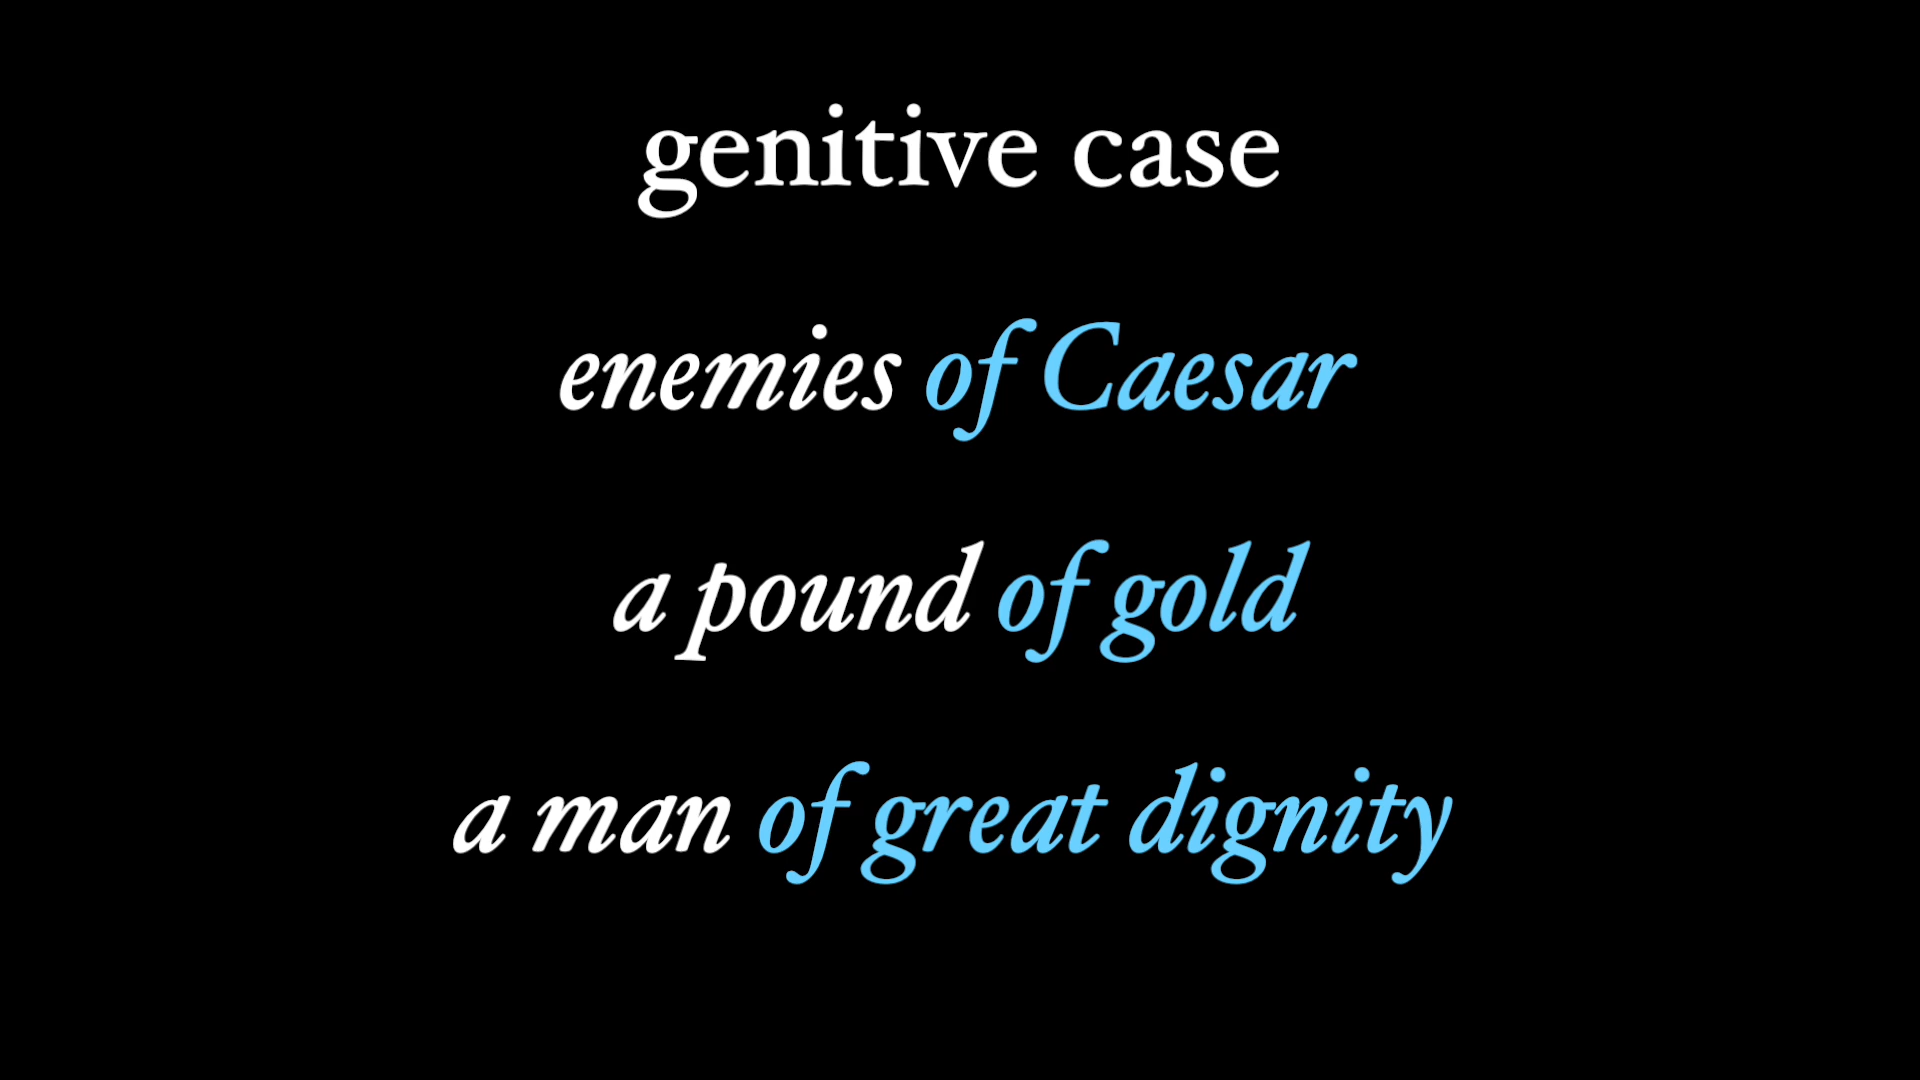 genitive case
enemies of Caesar
a pound of gold
a man of great dignity